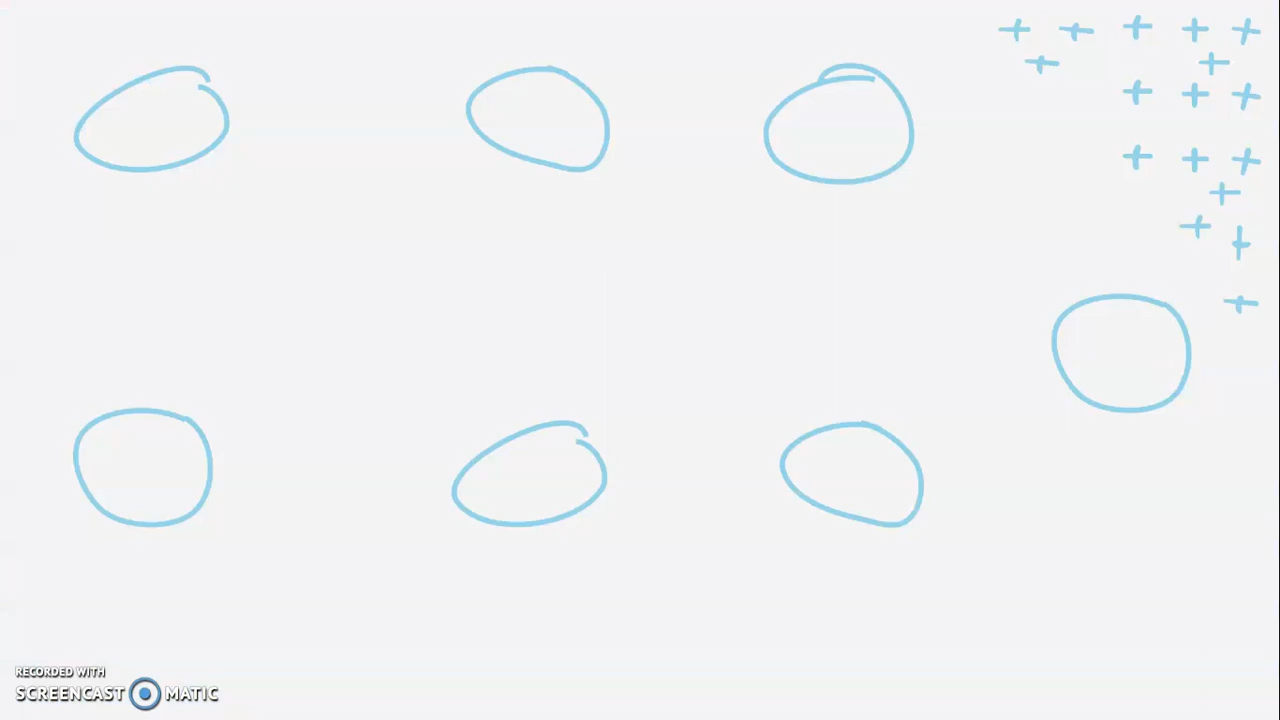 + + + + +
+ +
+ + +
+ + +
+
+ +
+
RECORDED WITH
SCREENCAST MATIC